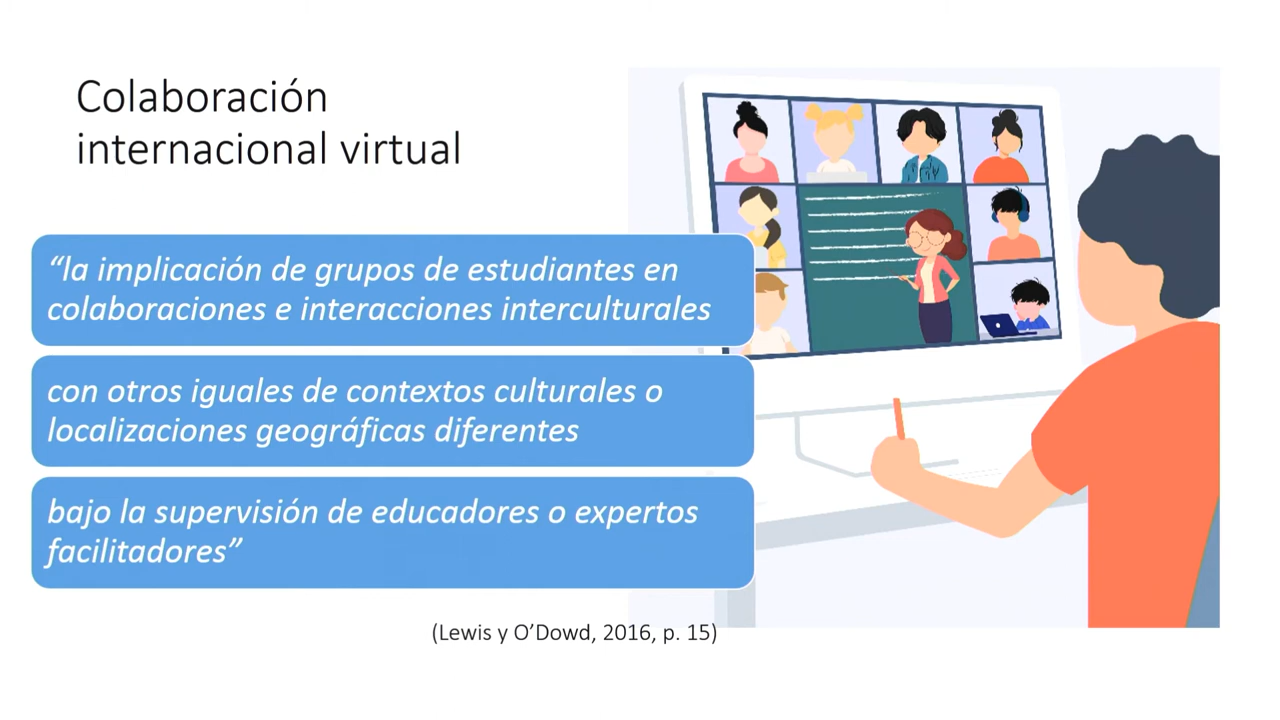 Colaboración
internacional virtual
“la implicación de grupos de estudiantes en
colaboraciones e interacciones interculturales
con otros iguales de contextos culturales o
localizaciones geográficas diferentes
bajo la supervisión de educadores o expertos
facilitadores”
(Lewis y O’Dowd, 2016, p. 15)